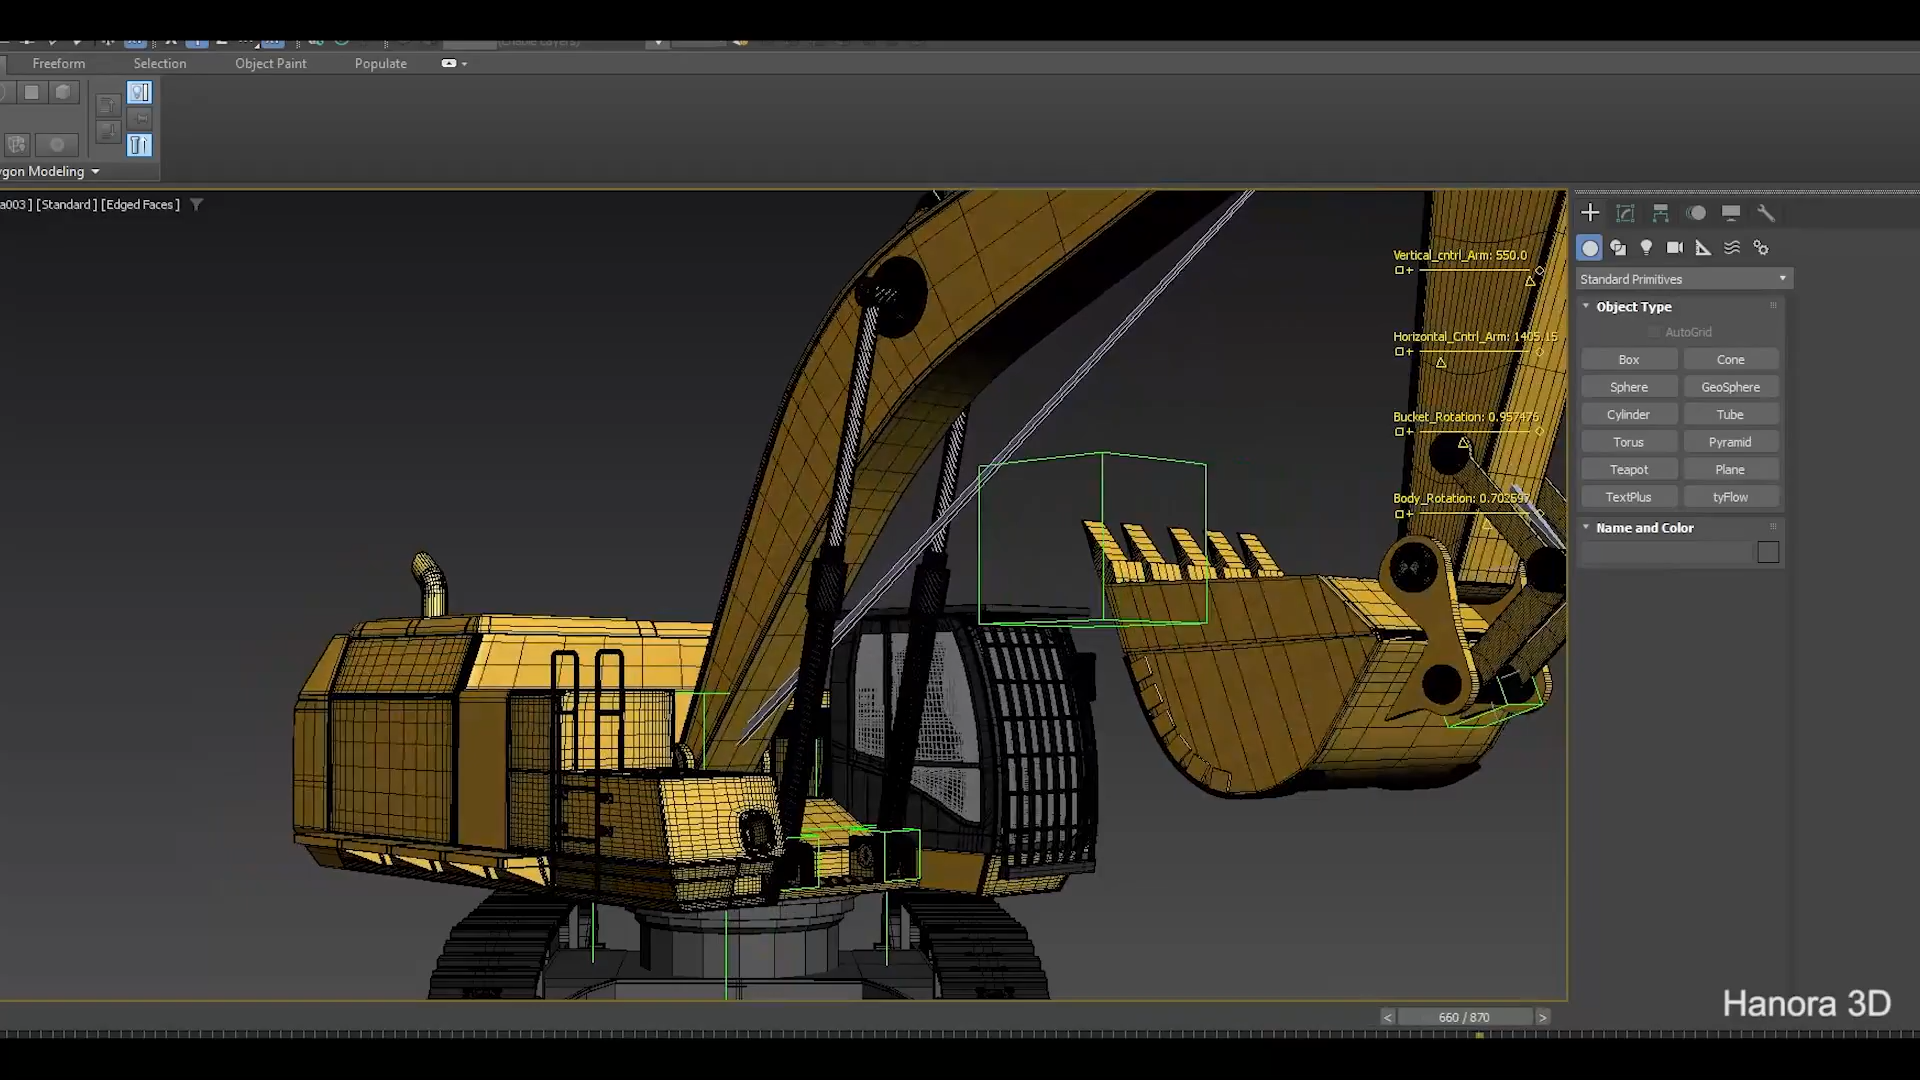 Freeform
Selection
Object Paint
Populate
ygon Modeling
a003 ] [Standard ] [Edged Faces ]
Vertical_cntrl_Arm: 550.0
Horizontal_Cntrl_Arm: 1405.15
Bucket_Rotation: 0.957476
Body_Rotation: 0.702697
Standard Primitives
Object Type
AutoGrid
Box
Cone
Sphere
GeoSphere
Cylinder
Tube
Torus
Pyramid
Teapot
Plane
TextPlus
tyFlow
Name and Color
< 660 / 870 >
Hanora 3D